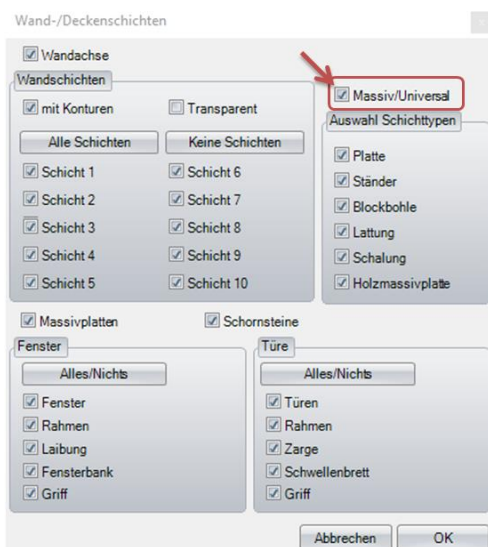 Wand-/Deckenschichten
x
Wandachse
Wandschichten
mit Konturen
Transparent
Alle Schichten
Keine Schichten
Schicht 1
Schicht 6
Schicht 2
Schicht 7
Schicht 3
Schicht 8
Schicht 4
Schicht 9
Schicht 5
Schicht 10
Massiv/Universal
Auswahl Schichttypen
Platte
Ständer
Blockbohle
Lattung
Schalung
Holzmassivplatte
Massivplatten
Schornsteine
Fenster
Alles/Nichts
Fenster
Rahmen
Laibung
Fensterbank
Griff
Türe
Alles/Nichts
Türen
Rahmen
Zarge
Schwellenbrett
Griff
Abbrechen
OK